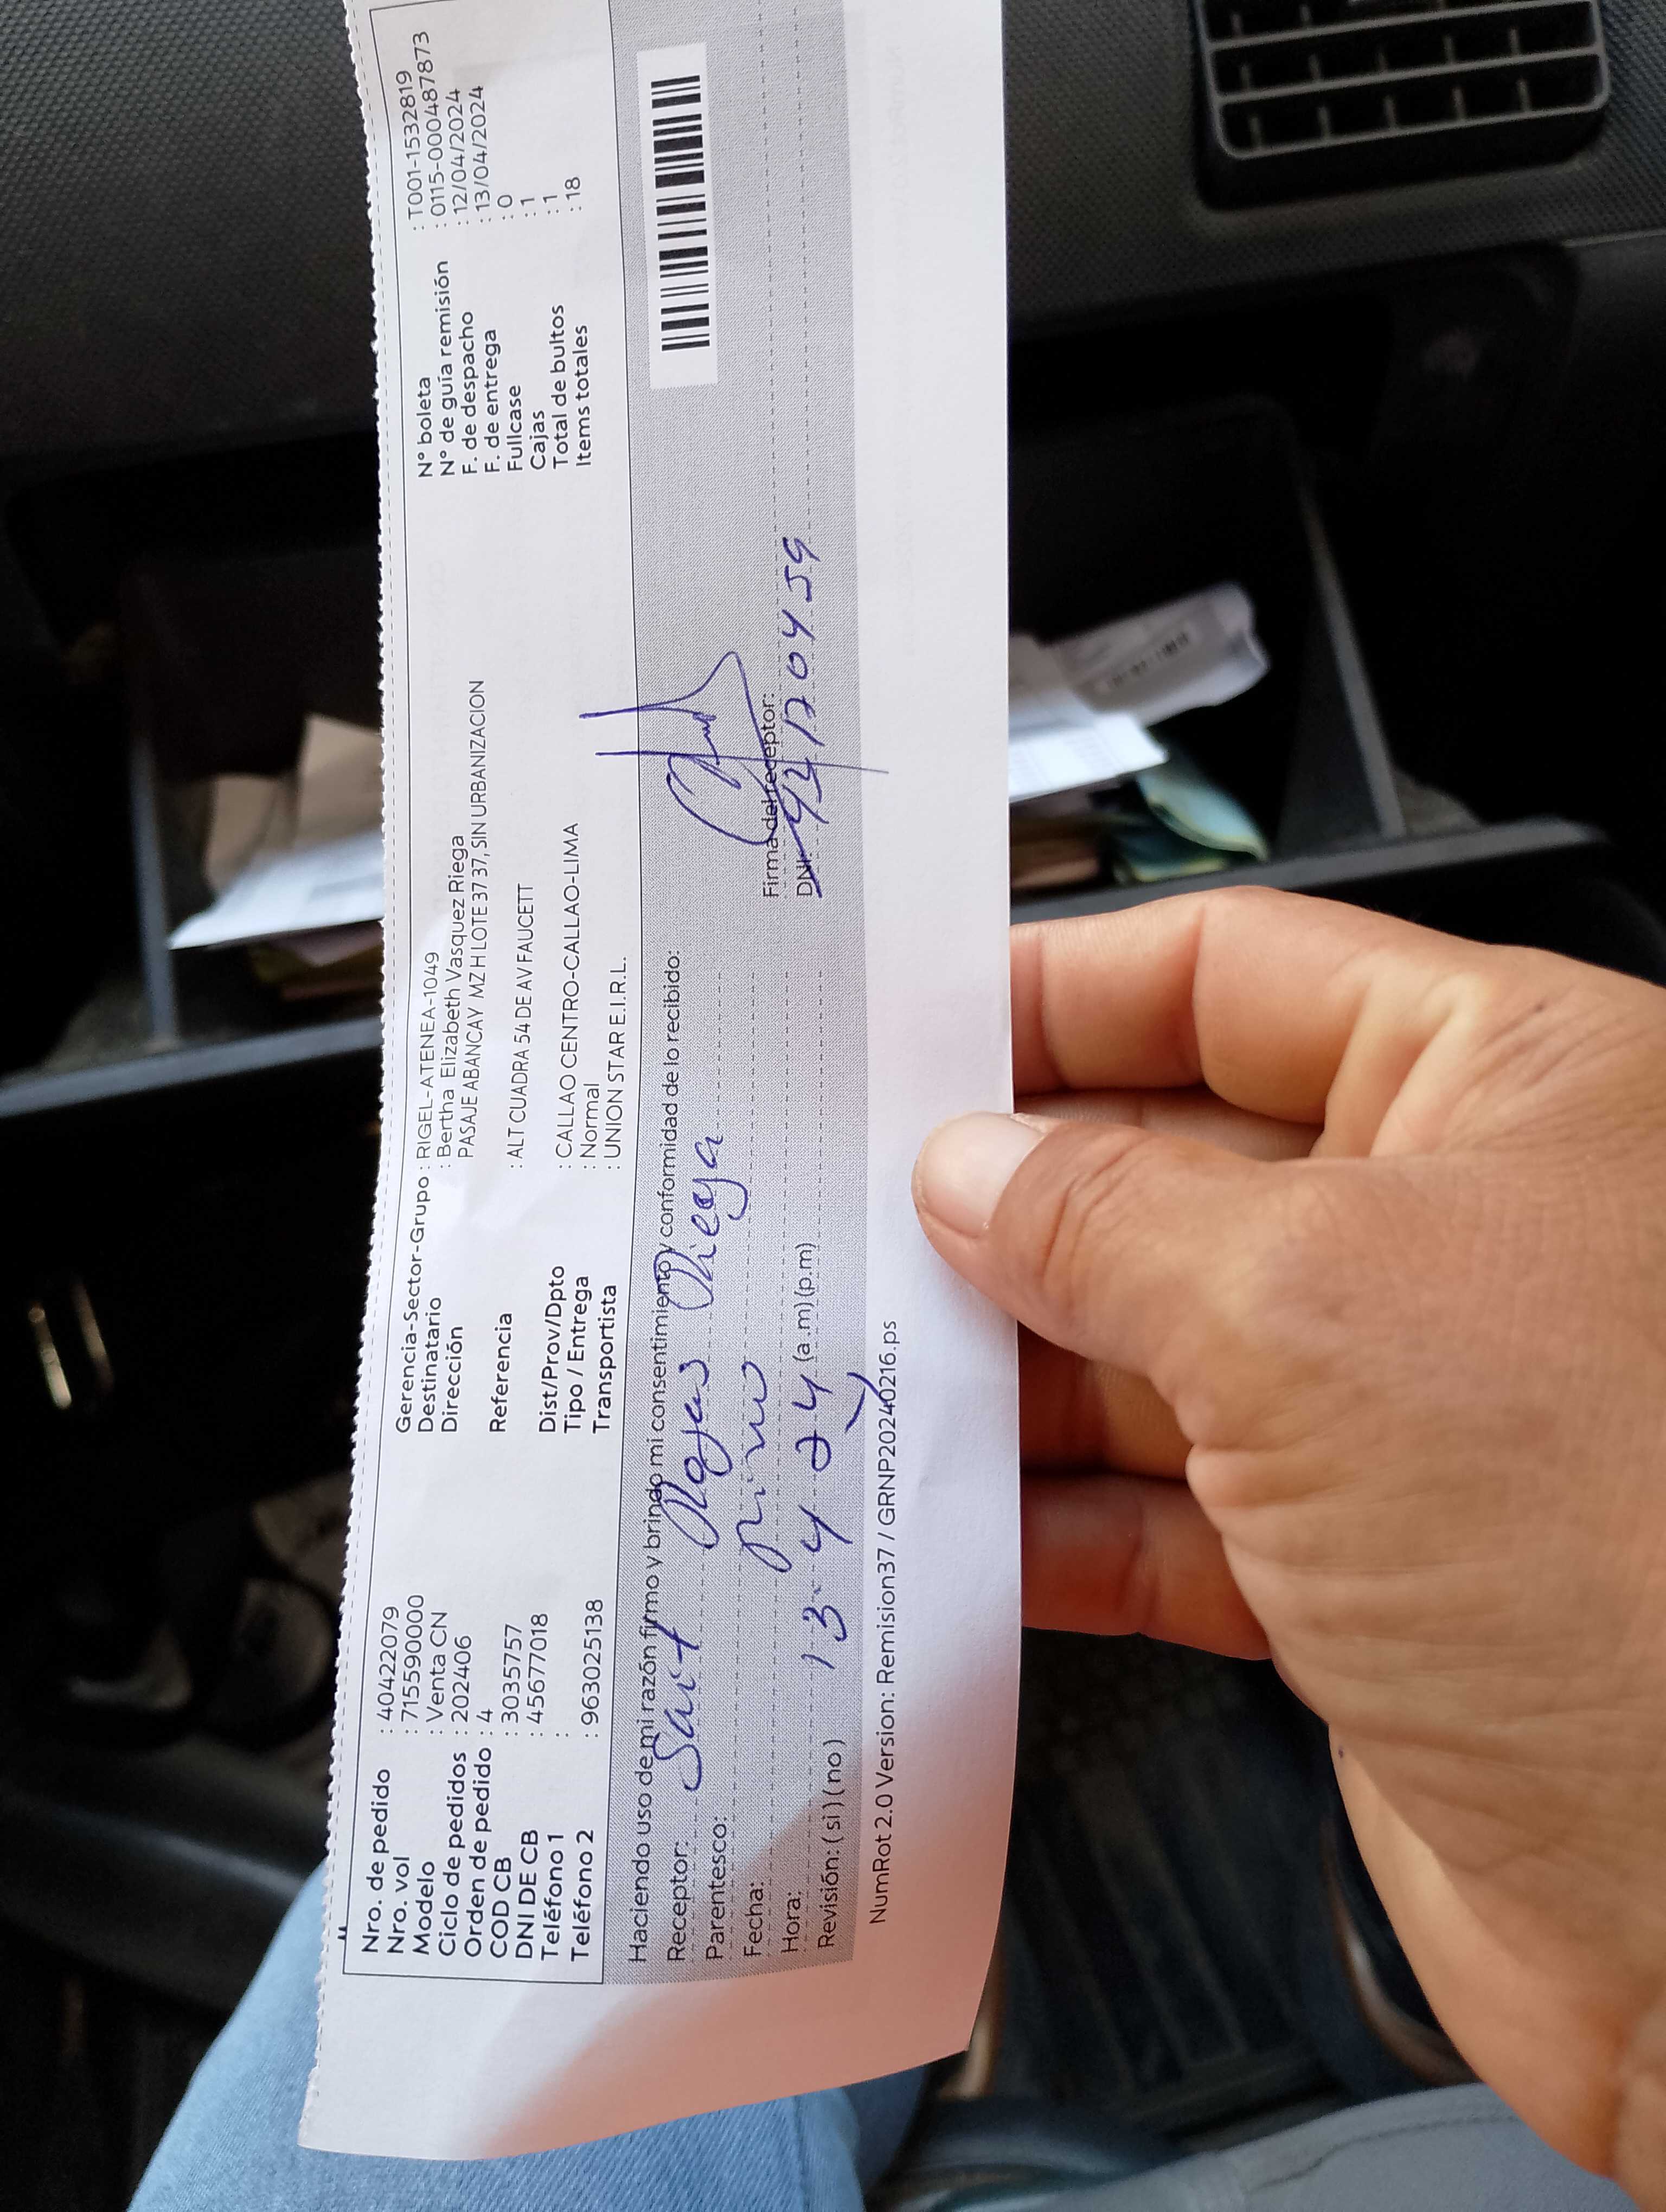 Nro. de pedido : 40422079
Nro. vol : 715590000
Modelo : Venta CN
Ciclo de pedidos : 202406
Orden de pedido : 4
COD CB : 3035757
DNI DE CB : 45677018
Teléfono 1 :
Teléfono 2 : 963025138
Gerencia-Sector-Grupo : RIGEL-ATENEA-1049
Destinatario : Bertha Elizabeth Vasquez Riega
Dirección PASAJE ABANCAY MZ H LOTE 37 37, SIN URBANIZACION
Referencia : ALT CUADRA 54 DE AV FAUCETT
Dist/Prov/Dpto : CALLAO CENTRO-CALLAO-LIMA
Tipo / Entrega : Normal
Transportista : UNION STAR E.I.R.L.
N° boleta : T001-1532819
N° de guía remisión : 0115-0000487873
F. de despacho : 12/04/2024
F. de entrega : 13/04/2024
Fullcase : 0
Cajas : 1
Total de bultos : 1
Items totales : 18
Haciendo uso de mi razón firmo y brindo mi consentimiento y conformidad de lo recibido:
Receptor: Rojas
Parentesco:
Fecha: 13-4 24
Hora: (a.m) (p.m)
Revisión: ( si ) ( no )
Firma del receptor:
DNI:
NumRot 2.0 Version: Remision37 / GRNP20240216.ps